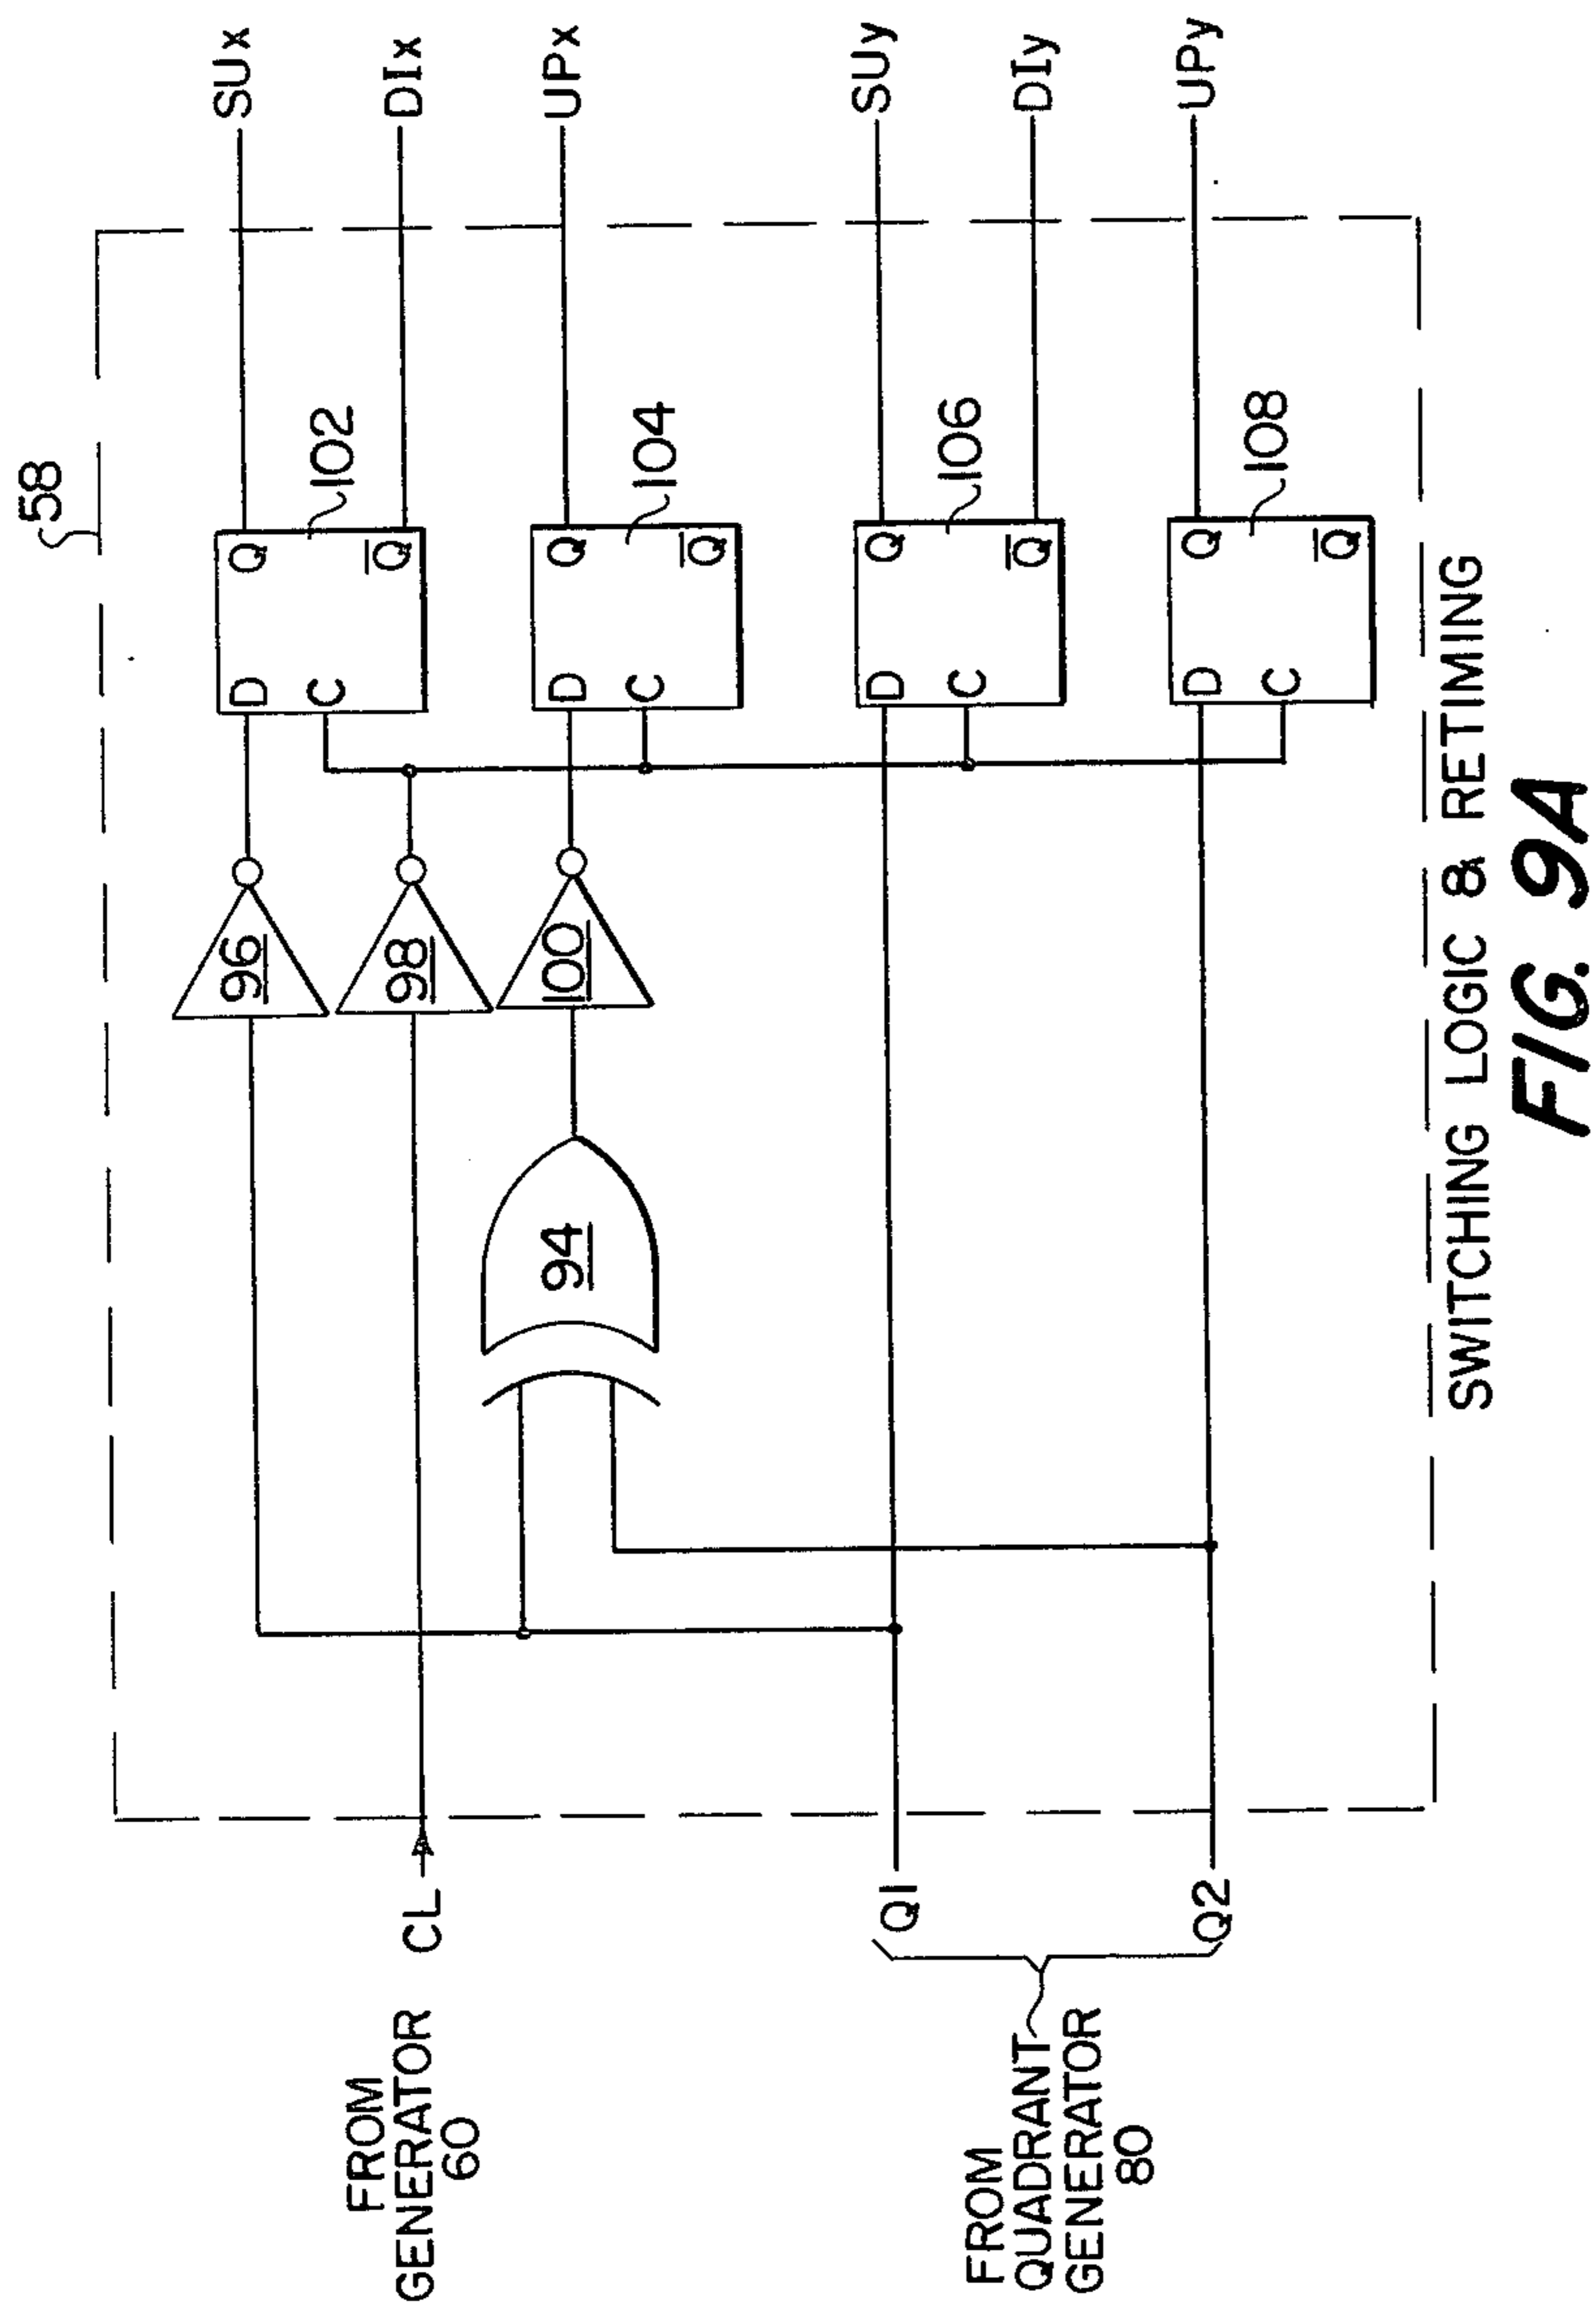 58
FROM
GENERATOR
60
CL
FROM
QUADRANT
GENERATOR
80
Q1
Q2
96
98
100
94
D
C
Q
Q̅
102
D
C
Q
Q̅
104
D
C
Q
Q̅
106
D
C
Q
Q̅
108
SUx
DIx
UPx
SUy
DIy
UPy
SWITCHING LOGIC & RETIMING
FIG. 9A